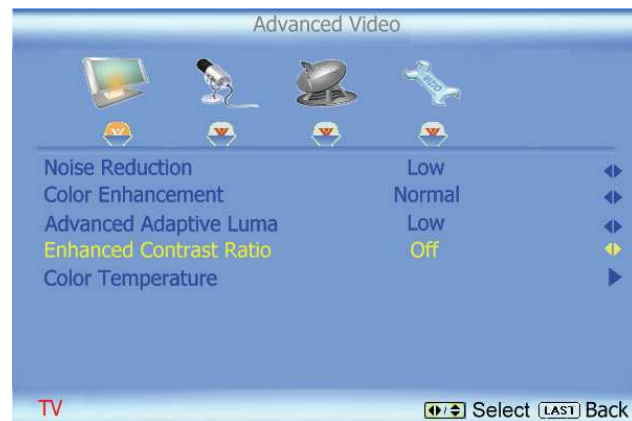 Advanced Video
Noise Reduction Low
Color Enhancement Normal
Advanced Adaptive Luma Low
Enhanced Contrast Ratio Off
Color Temperature
TV Select LAST Back